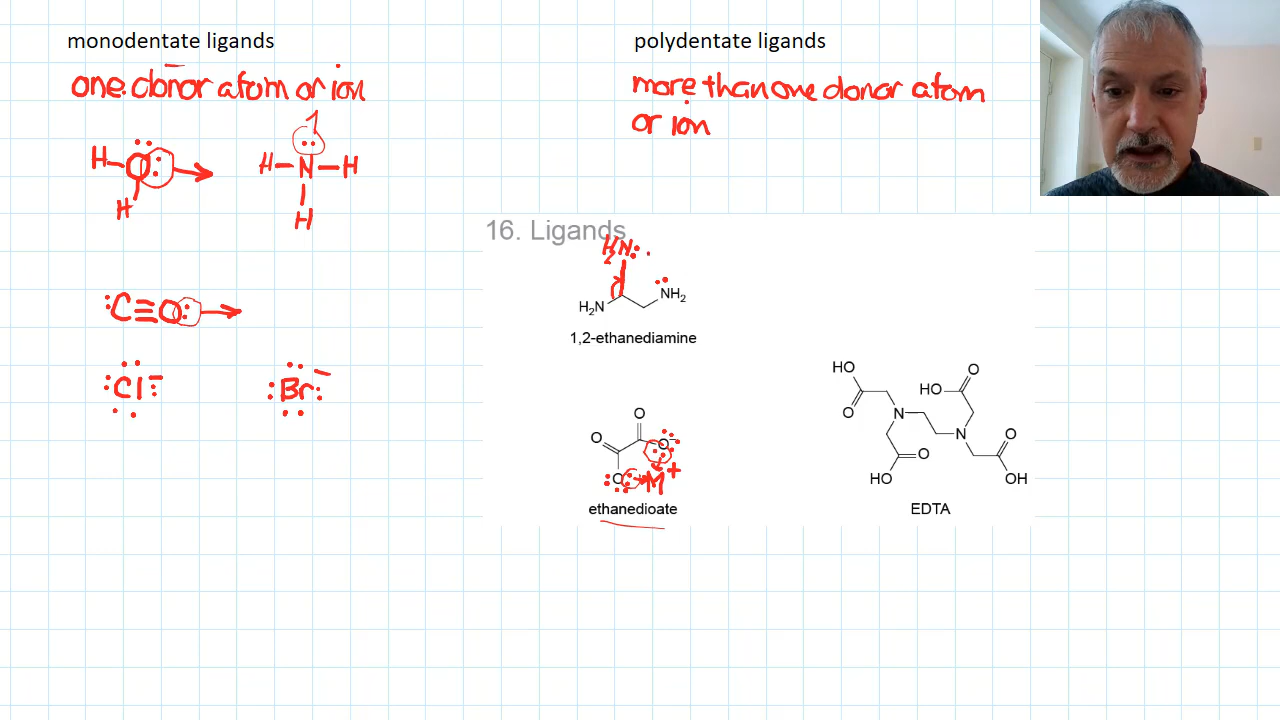 monodentate ligands
one donor atom or ion
H O H
H N H H
C≡O
Cl⁻
Br⁻
polydentate ligands
more than one donor atom
or ion
16. Ligands
H₂N
H₂N NH₂
1,2-ethanediamine
O O O⁻ O M⁺
ethanedioate
HO O HO O
N N
O HO O OH
EDTA